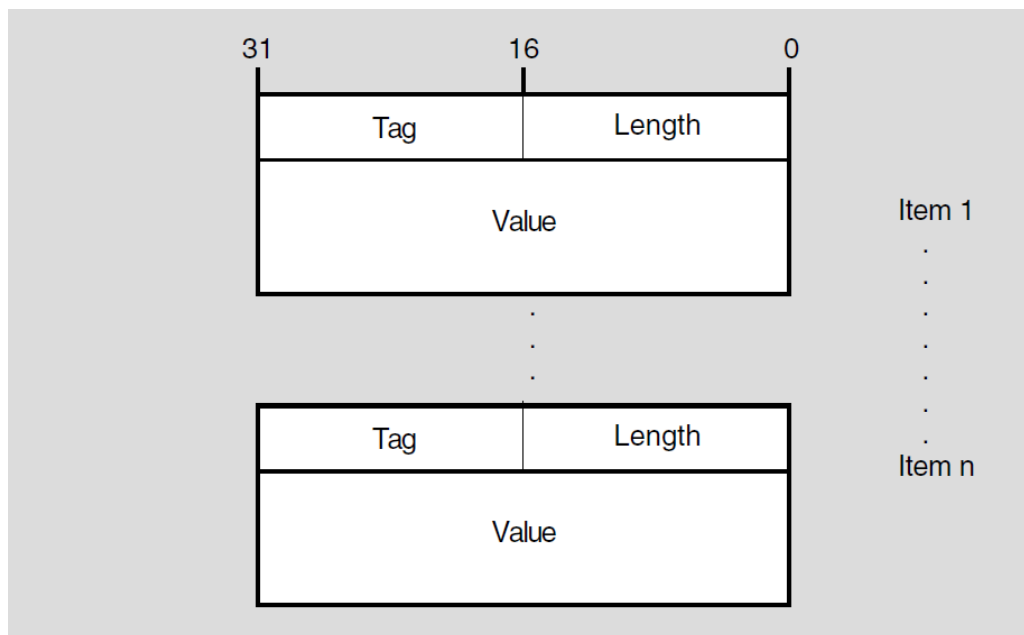 31 16 0
Tag Length
Value Item 1
.
.
.
.
.
.
.
.
.
.
Tag Length
Item n
Value